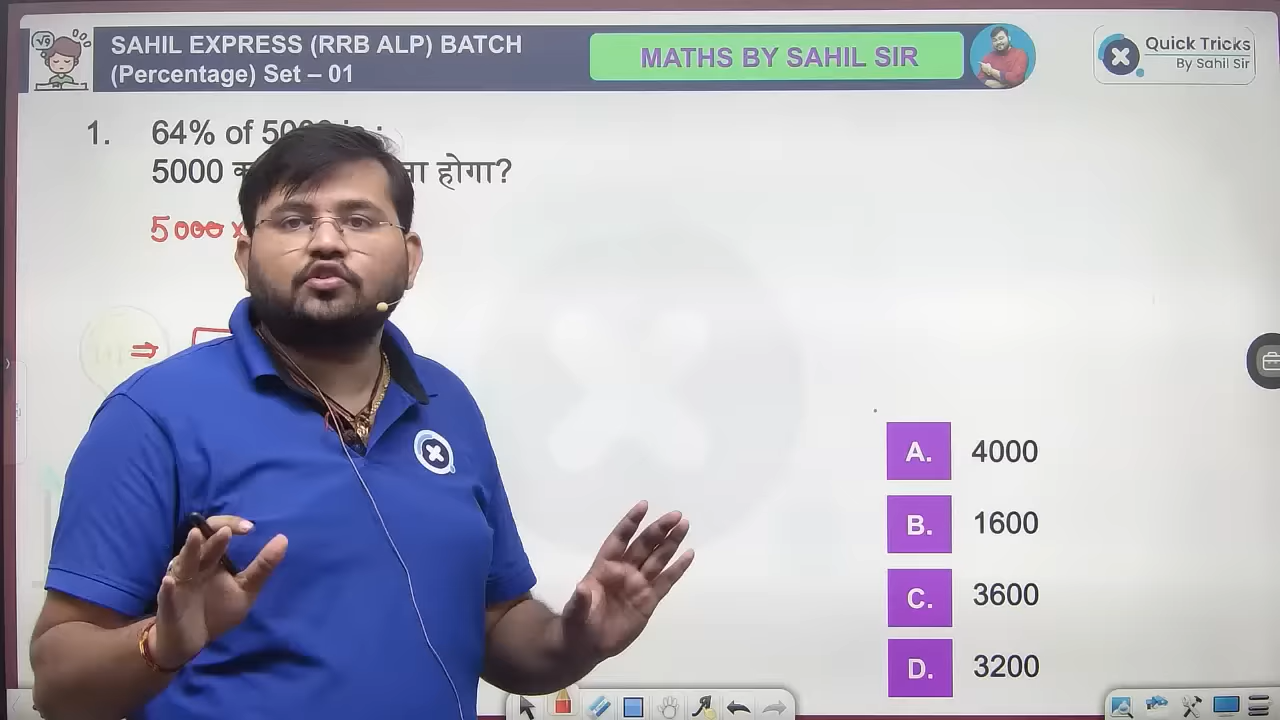 SAHIL EXPRESS (RRB ALP) BATCH
(Percentage) Set – 01
MATHS BY SAHIL SIR
Quick Tricks
By Sahil Sir
√9
1. 64% of
5000 होगा?
5000 ×
⇒
A. 4000
B. 1600
C. 3600
D. 3200